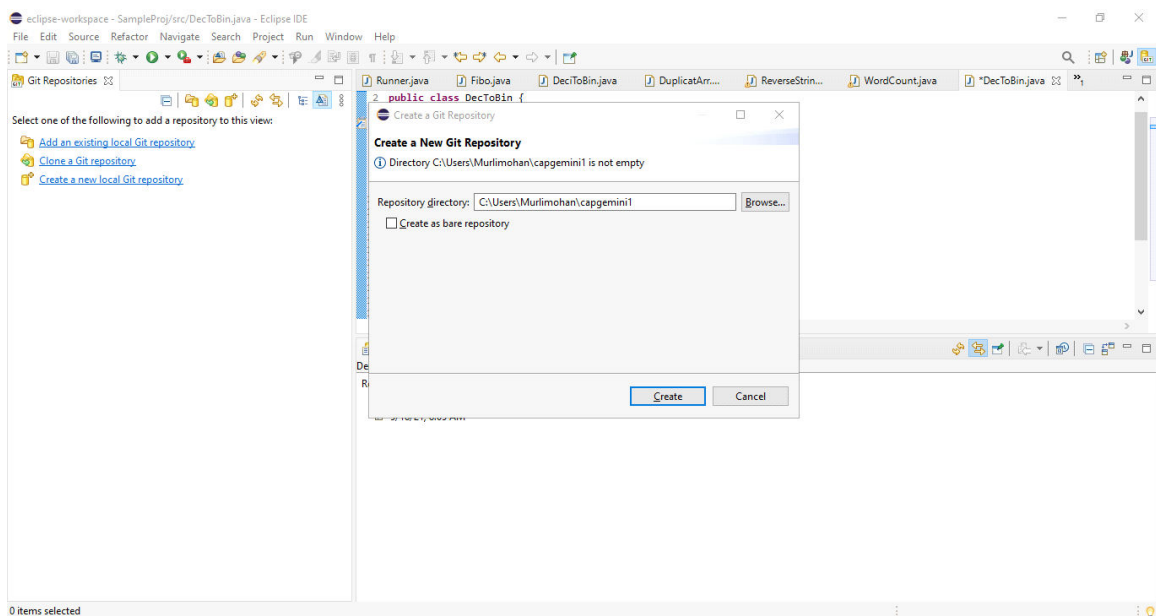 eclipse-workspace - SampleProj/src/DecToBin.java - Eclipse IDE
File Edit Source Refactor Navigate Search Project Run Window Help
Git Repositories
Runner.java Fibo.java DeciToBin.java DuplicatArr.... ReverseStrin... WordCount.java *DecToBin.java 1
Select one of the following to add a repository to this view:
Add an existing local Git repository
Clone a Git repository
Create a new local Git repository
2 public class DecToBin {
Create a Git Repository
Create a New Git Repository
Directory C:\Users\Murlimohan\capgemini1 is not empty
Repository directory: C:\Users\Murlimohan\capgemini1 Browse...
Create as bare repository
De
Create Cancel
0 items selected